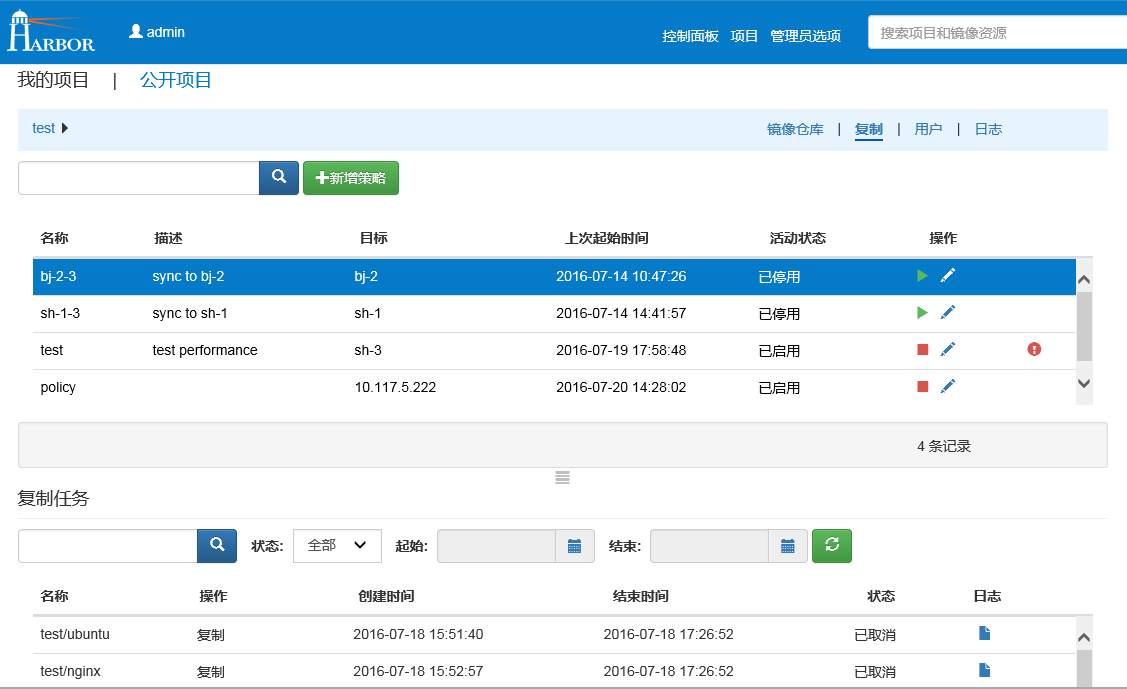 HARBOR admin 控制面板 项目 管理员选项 搜索项目和镜像资源
我的项目 | 公开项目
test 镜像仓库 | 复制 | 用户 | 日志
新增策略
名称 描述 目标 上次起始时间 活动状态 操作
bj-2-3 sync to bj-2 bj-2 2016-07-14 10:47:26 已停用
sh-1-3 sync to sh-1 sh-1 2016-07-14 14:41:57 已停用
test test performance sh-3 2016-07-19 17:58:48 已启用
policy 10.117.5.222 2016-07-20 14:28:02 已启用
4 条记录
复制任务
状态: 全部 起始: 结束:
名称 操作 创建时间 结束时间 状态 日志
test/ubuntu 复制 2016-07-18 15:51:40 2016-07-18 17:26:52 已取消
test/nginx 复制 2016-07-18 15:52:57 2016-07-18 17:26:52 已取消